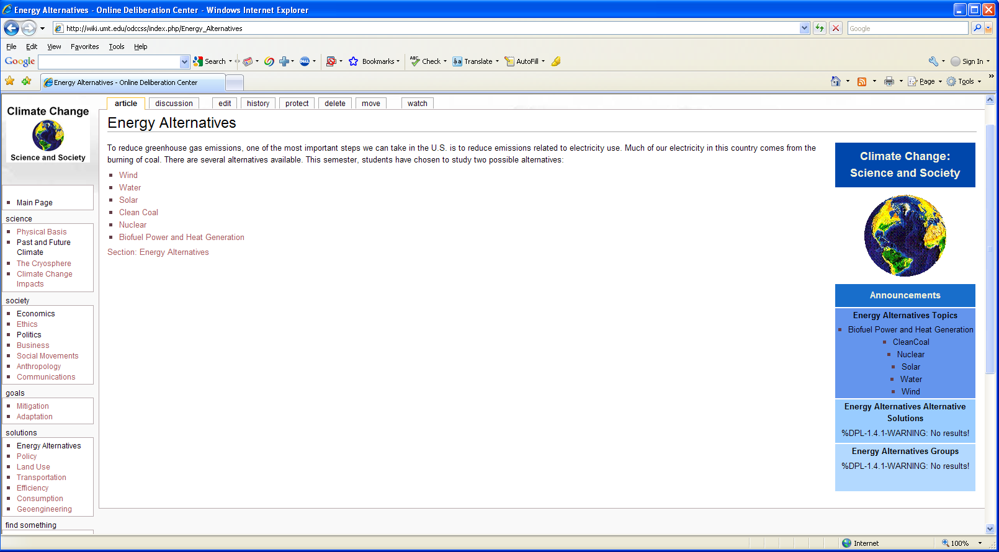 Energy Alternatives - Online Deliberation Center - Windows Internet Explorer
http://wiki.umt.edu/odccss/index.php/Energy_Alternatives
Google
File Edit View Favorites Tools Help
Google Search Bookmarks Check Translate AutoFill Sign In
Energy Alternatives - Online Deliberation Center
Page Tools
Climate Change
Science and Society
article discussion edit history protect delete move watch
Energy Alternatives
To reduce greenhouse gas emissions, one of the most important steps we can take in the U.S. is to reduce emissions related to electricity use. Much of our electricity in this country comes from the
burning of coal. There are several alternatives available. This semester, students have chosen to study two possible alternatives:
Wind
Water
Solar
Clean Coal
Nuclear
Biofuel Power and Heat Generation
Section: Energy Alternatives
Main Page
science
Physical Basis
Past and Future
Climate
The Cryosphere
Climate Change
Impacts
society
Economics
Ethics
Politics
Business
Social Movements
Anthropology
Communications
goals
Mitigation
Adaptation
solutions
Energy Alternatives
Policy
Land Use
Transportation
Efficiency
Consumption
Geoengineering
find something
Climate Change:
Science and Society
Announcements
Energy Alternatives Topics
Biofuel Power and Heat Generation
CleanCoal
Nuclear
Solar
Water
Wind
Energy Alternatives Alternative
Solutions
%DPL-1.4.1-WARNING: No results!
Energy Alternatives Groups
%DPL-1.4.1-WARNING: No results!
Internet 100%